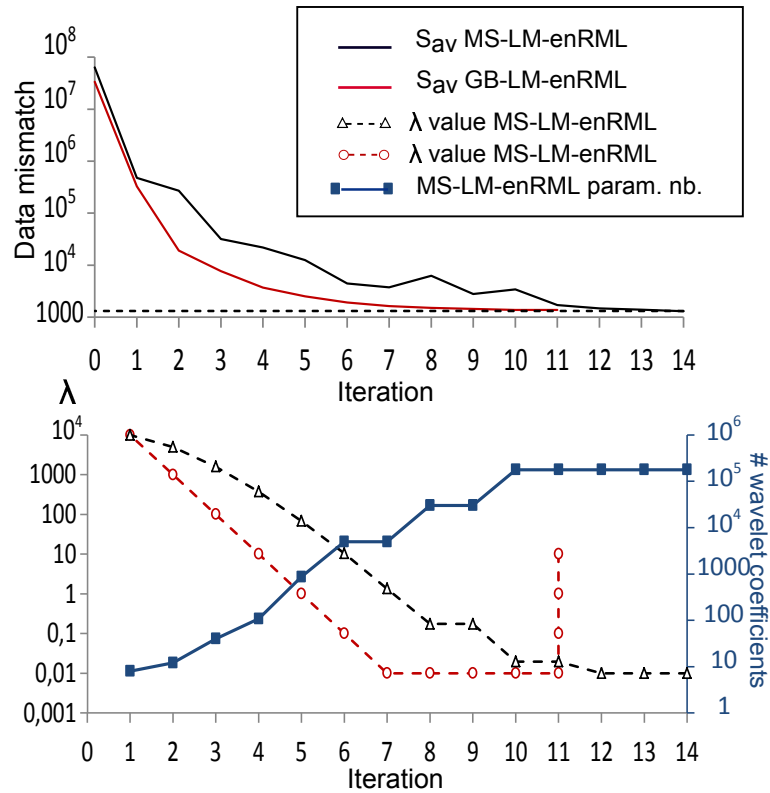 S_av MS-LM-enRML
S_av GB-LM-enRML
λ value MS-LM-enRML
λ value MS-LM-enRML
MS-LM-enRML param. nb.
Data mismatch
10^8
10^7
10^6
10^5
10^4
1000
0 1 2 3 4 5 6 7 8 9 10 11 12 13 14
Iteration
λ
10^4
1000
100
10
1
0,1
0,01
0,001
10^6
10^5
10^4
1000
100
10
1
# wavelet coefficients
0 1 2 3 4 5 6 7 8 9 10 11 12 13 14
Iteration